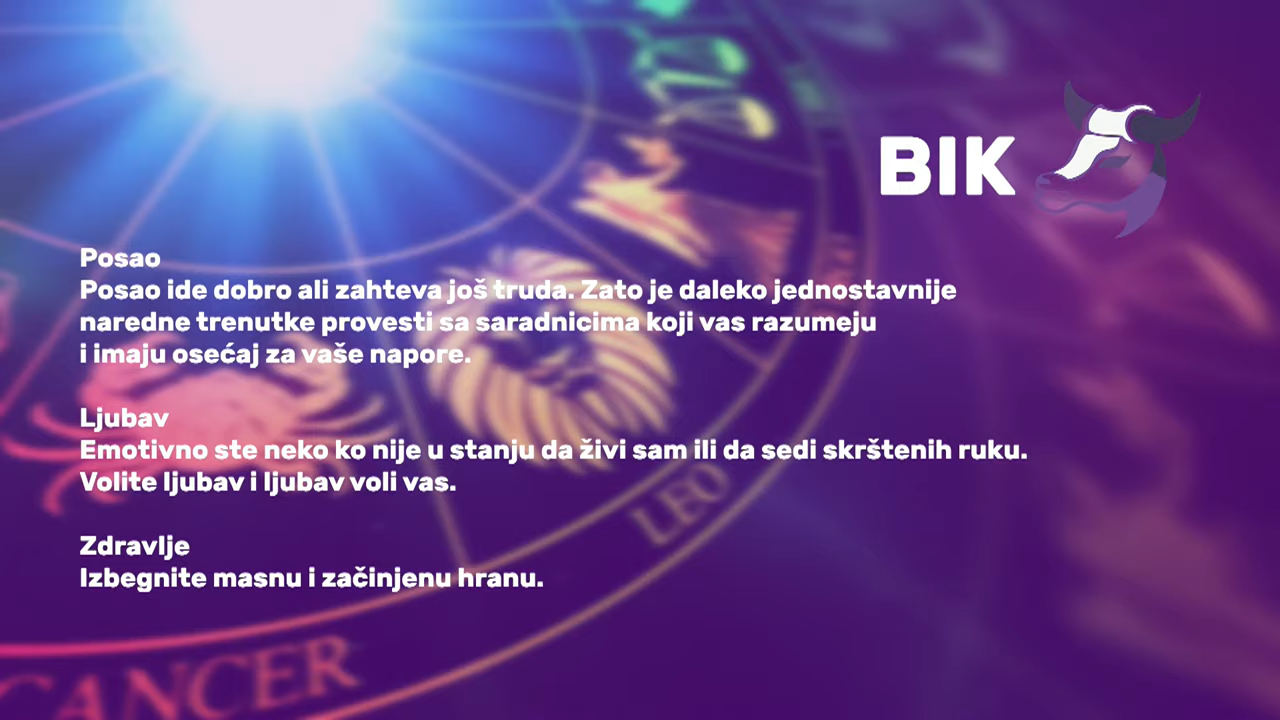 BIK
Posao
Posao ide dobro ali zahteva još truda. Zato je daleko jednostavnije
naredne trenutke provesti sa saradnicima koji vas razumeju
i imaju osećaj za vaše napore.
Ljubav
Emotivno ste neko ko nije u stanju da živi sam ili da sedi skrštenih ruku.
Volite ljubav i ljubav voli vas.
Zdravlje
Izbegnite masnu i začinjenu hranu.
LEO
CANCER